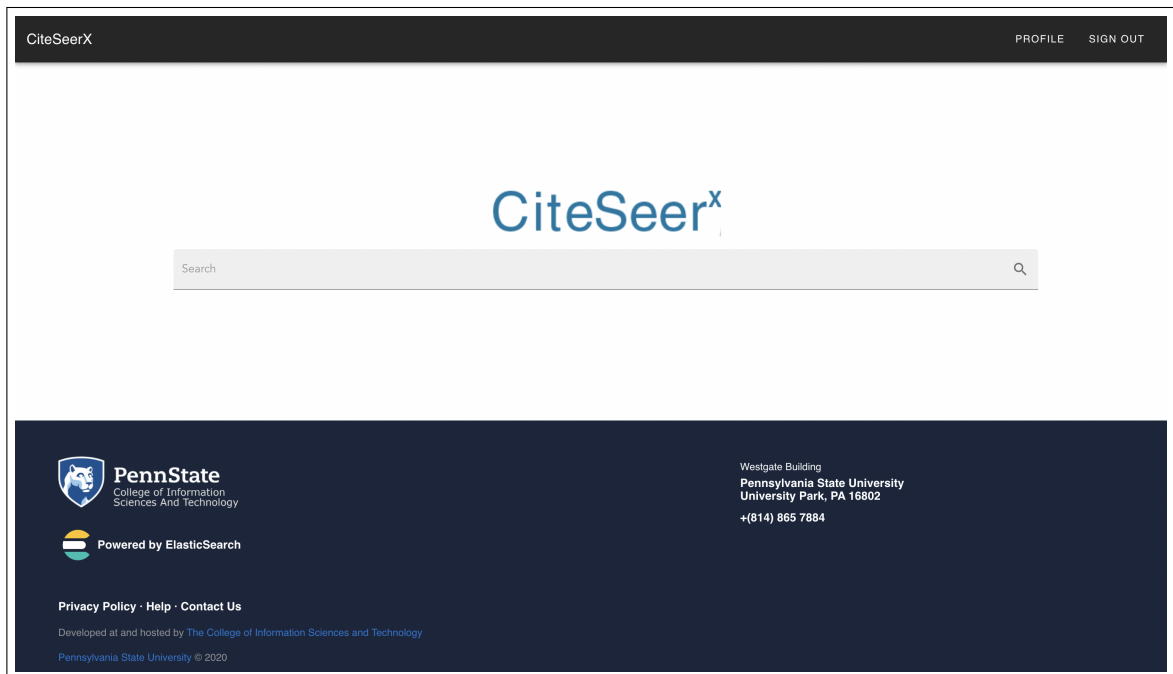 CiteSeerX PROFILE SIGN OUT
CiteSeerx
Search
PennState
College of Information
Sciences And Technology
Powered by ElasticSearch
Westgate Building
Pennsylvania State University
University Park, PA 16802
+(814) 865 7884
Privacy Policy · Help · Contact Us
Developed at and hosted by The College of Information Sciences and Technology
Pennsylvania State University © 2020